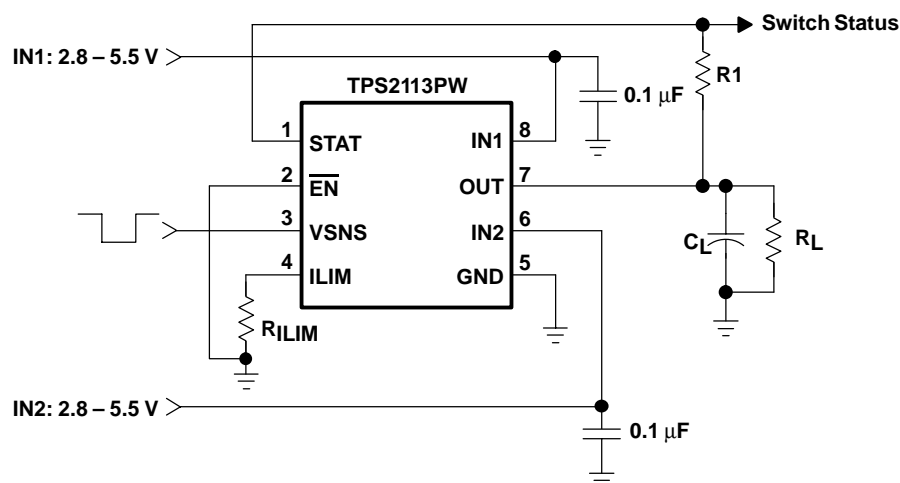 Switch Status
IN1: 2.8 – 5.5 V
R1
TPS2113PW
0.1 μF
1
STAT
IN1
8
2
EN
OUT
7
3
VSNS
IN2
6
4
ILIM
GND
5
CL
RL
RILIM
IN2: 2.8 – 5.5 V
0.1 μF